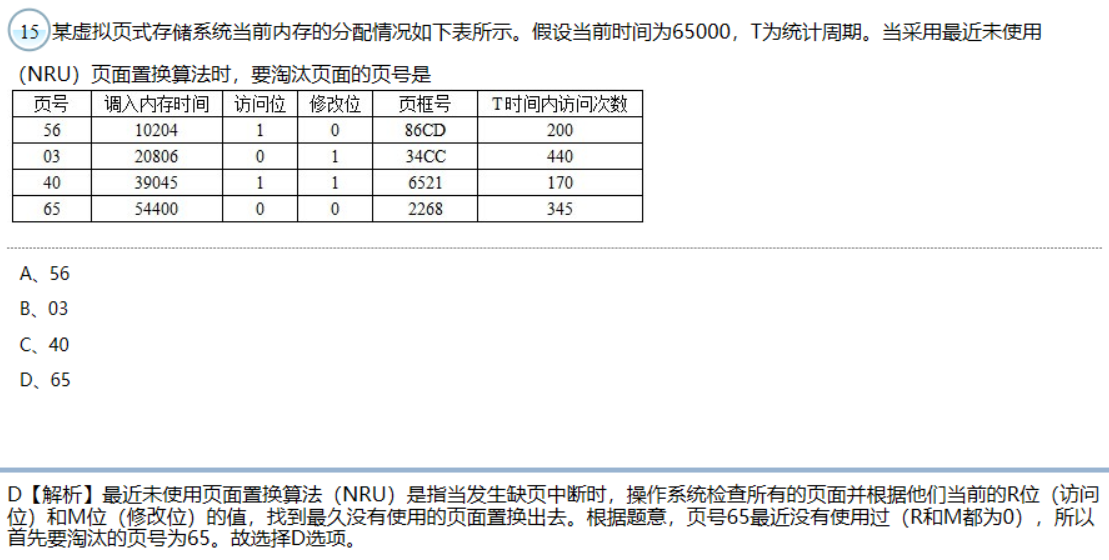 15 某虚拟页式存储系统当前内存的分配情况如下表所示。假设当前时间为65000，T为统计周期。当采用最近未使用
（NRU）页面置换算法时，要淘汰页面的页号是
页号 调入内存时间 访问位 修改位 页框号 T时间内访问次数
56 10204 1 0 86CD 200
03 20806 0 1 34CC 440
40 39045 1 1 6521 170
65 54400 0 0 2268 345
A、56
B、03
C、40
D、65
D【解析】最近未使用页面置换算法（NRU）是指当发生缺页中断时，操作系统检查所有的页面并根据他们当前的R位（访问
位）和M位（修改位）的值，找到最久没有使用的页面置换出去。根据题意，页号65最近没有使用过（R和M都为0），所以
首先要淘汰的页号为65。故选择D选项。